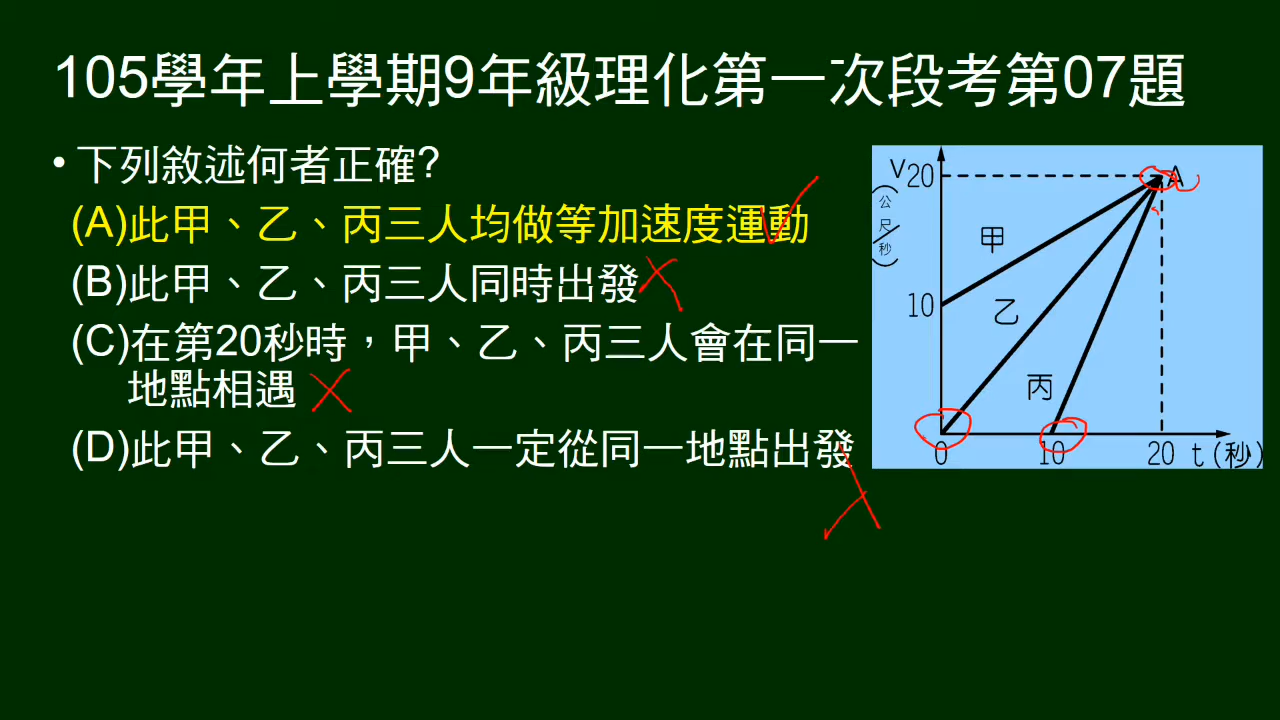 105學年上學期9年級理化第一次段考第07題
• 下列敘述何者正確?
(A)此甲、乙、丙三人均做等加速度運動
(B)此甲、乙、丙三人同時出發
(C)在第20秒時，甲、乙、丙三人會在同一
地點相遇
(D)此甲、乙、丙三人一定從同一地點出發
V
(公尺/秒)
20
A
甲
10
乙
丙
0
10
20
t(秒)